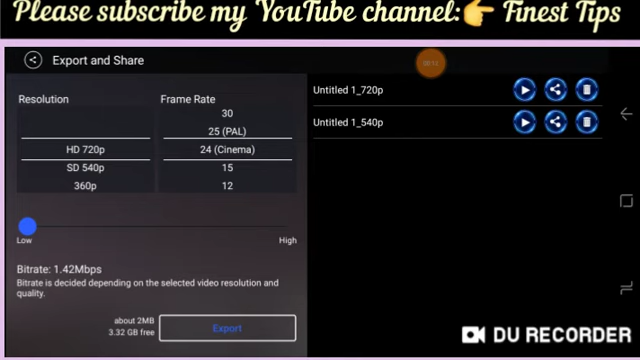 Please subscribe my YouTube channel:👉 Finest Tips
Export and Share
Resolution
Frame Rate
30
25 (PAL)
HD 720p
24 (Cinema)
SD 540p
15
360p
12
Low
High
Bitrate: 1.42Mbps
Bitrate is decided depending on the selected video resolution and
quality.
about 2MB
3.32 GB free
Export
Untitled 1_720p
Untitled 1_540p
DU RECORDER